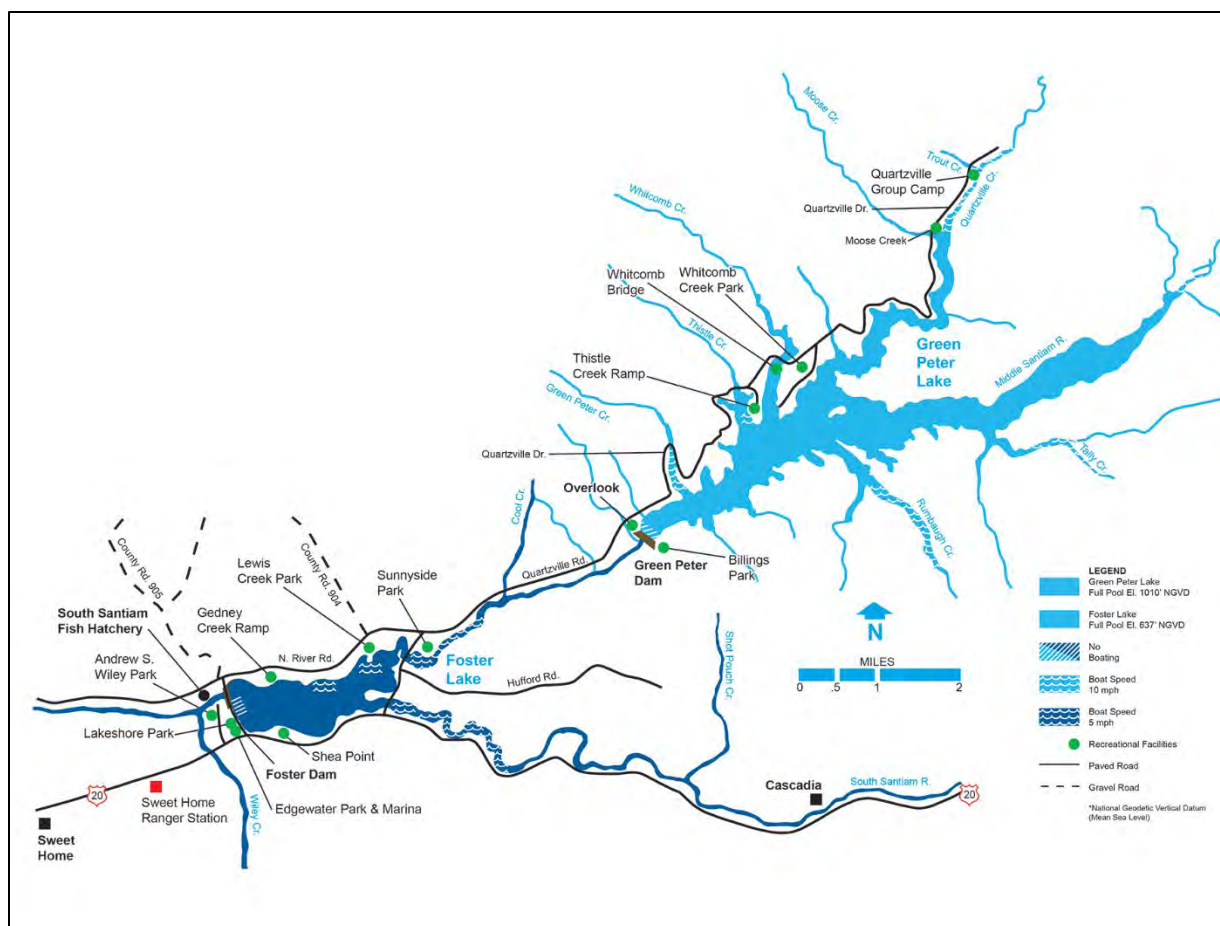 Moose Cr.
Trout Cr.
Quartzville
Group Camp
Quartzville Cr.
Whitcomb Cr.
Quartzville Dr.
Moose Creek
Whitcomb
Bridge
Whitcomb
Creek Park
Thistle Cr.
Green
Peter
Lake
Middle Santiam R.
Thistle
Creek Ramp
Green Peter Cr.
Quartzville Dr.
Tally Cr.
Overlook
Cool Cr.
Rumbaugh Cr.
Billings
Park
Green Peter
Dam
Quartzville Rd.
County Rd. 905
County Rd. 904
Lewis
Creek Park
Sunnyside
Park
South Santiam
Fish Hatchery
Gedney
Creek Ramp
N. River Rd.
Foster
Lake
Hufford Rd.
Shot Pouch Cr.
Andrew S.
Wiley Park
Lakeshore Park
Shea Point
Foster Dam
Edgewater Park & Marina
Wiley Cr.
20
Sweet Home
Ranger Station
Sweet
Home
Cascadia
South Santiam R.
20
N
MILES
0 .5 1 2
LEGEND
Green Peter Lake
Full Pool El. 1010' NGVD
Foster Lake
Full Pool El. 637' NGVD
No
Boating
Boat Speed
10 mph
Boat Speed
5 mph
Recreational Facilities
Paved Road
Gravel Road
*National Geodetic Vertical Datum
(Mean Sea Level)